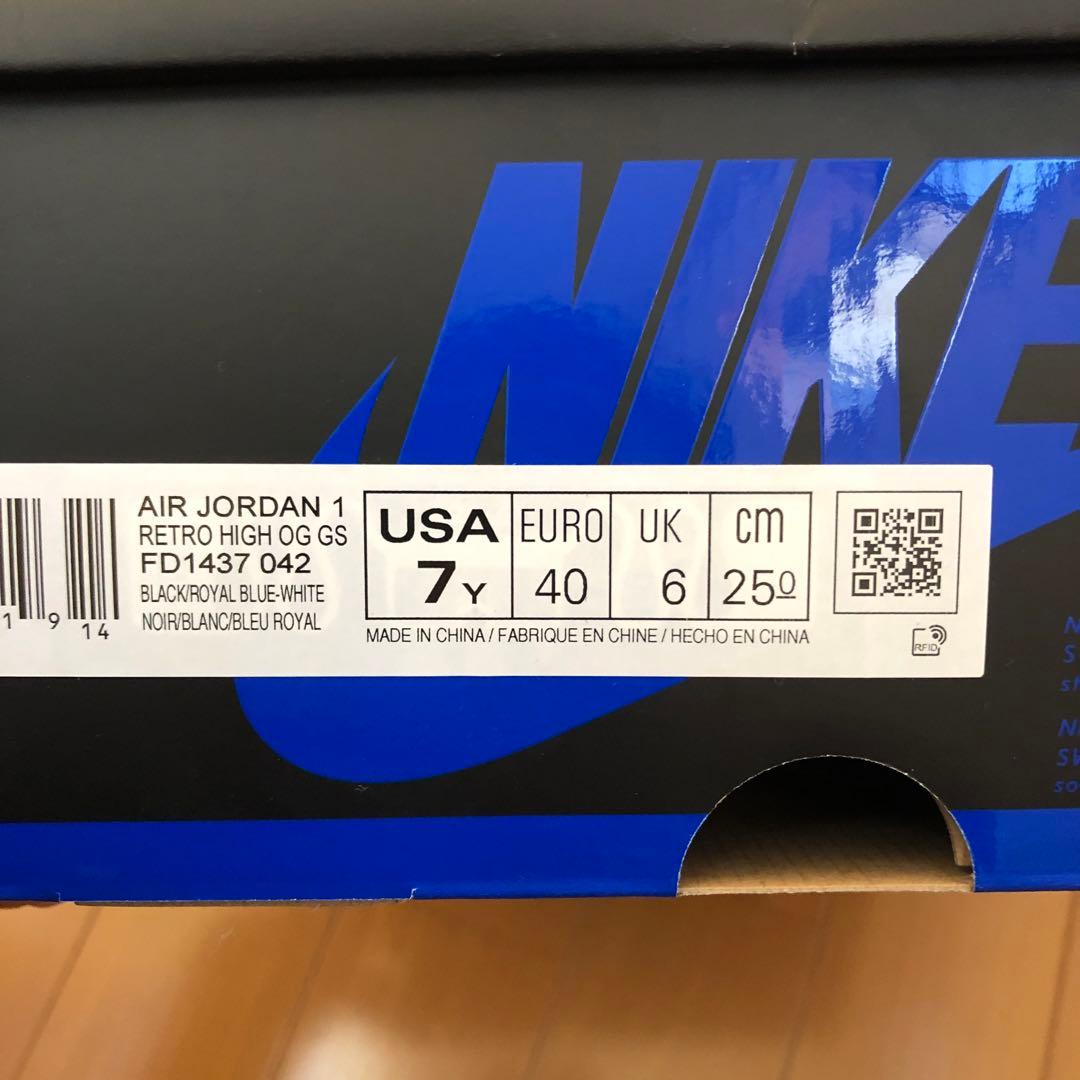 NIKE
AIR JORDAN 1
RETRO HIGH OG GS
FD1437 042
BLACK/ROYAL BLUE-WHITE
NOIR/BLANC/BLEU ROYAL
1 9 14
USA EURO UK cm
7Y 40 6 250
MADE IN CHINA / FABRIQUE EN CHINE / HECHO EN CHINA
RFID